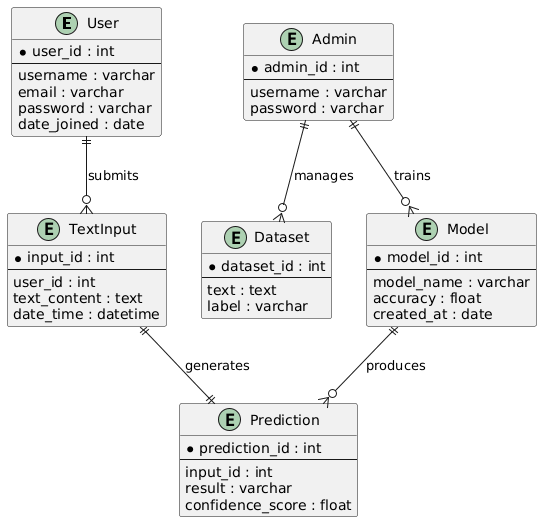 E User
* user_id : int
username : varchar
email : varchar
password : varchar
date_joined : date
E Admin
* admin_id : int
username : varchar
password : varchar
submits
manages
trains
E TextInput
* input_id : int
user_id : int
text_content : text
date_time : datetime
E Dataset
* dataset_id : int
text : text
label : varchar
E Model
* model_id : int
model_name : varchar
accuracy : float
created_at : date
generates
produces
E Prediction
* prediction_id : int
input_id : int
result : varchar
confidence_score : float